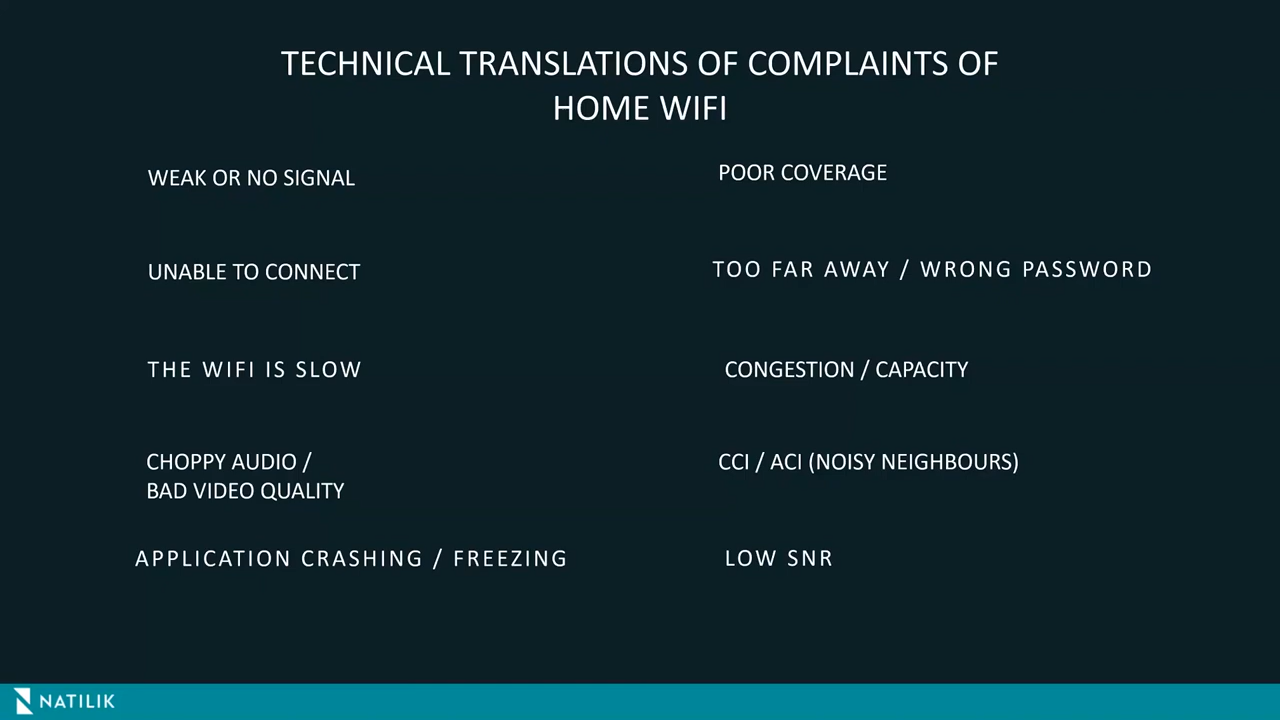 TECHNICAL TRANSLATIONS OF COMPLAINTS OF
HOME WIFI
WEAK OR NO SIGNAL
POOR COVERAGE
UNABLE TO CONNECT
TOO FAR AWAY / WRONG PASSWORD
THE WIFI IS SLOW
CONGESTION / CAPACITY
CHOPPY AUDIO /
BAD VIDEO QUALITY
CCI / ACI (NOISY NEIGHBOURS)
APPLICATION CRASHING / FREEZING
LOW SNR
NATILIK